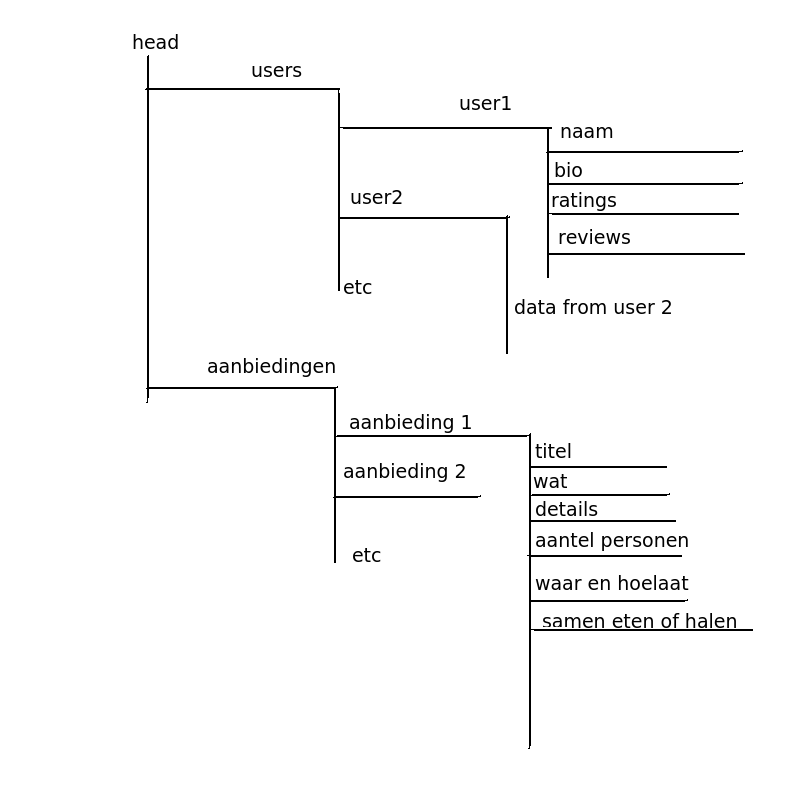 head
users
user1
naam
bio
ratings
reviews
user2
data from user 2
etc
aanbiedingen
aanbieding 1
titel
wat
details
aantel personen
waar en hoelaat
samen eten of halen
aanbieding 2
etc